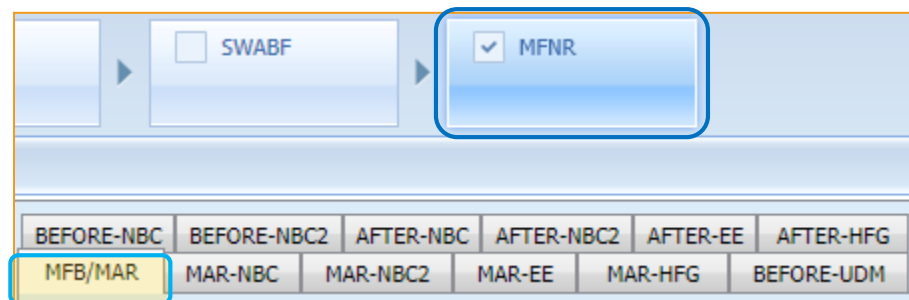 SWABF MFNR
BEFORE-NBC BEFORE-NBC2 AFTER-NBC AFTER-NBC2 AFTER-EE AFTER-HFG
MFB/MAR MAR-NBC MAR-NBC2 MAR-EE MAR-HFG BEFORE-UDM